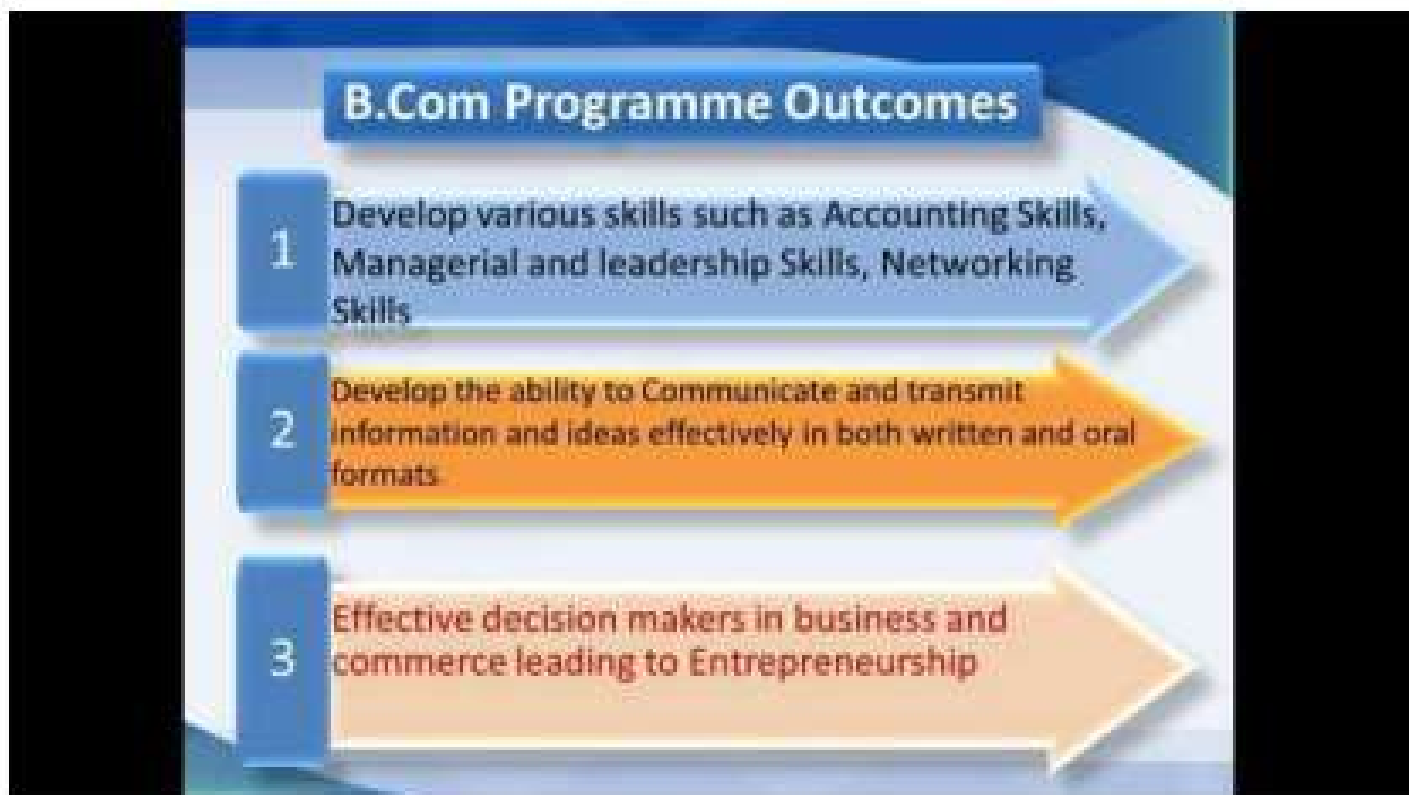 B.Com Programme Outcomes
1
Develop various skills such as Accounting Skills,
Managerial and leadership Skills, Networking
Skills
2
Develop the ability to Communicate and transmit
information and ideas effectively in both written and oral
formats
3
Effective decision makers in business and
commerce leading to Entrepreneurship